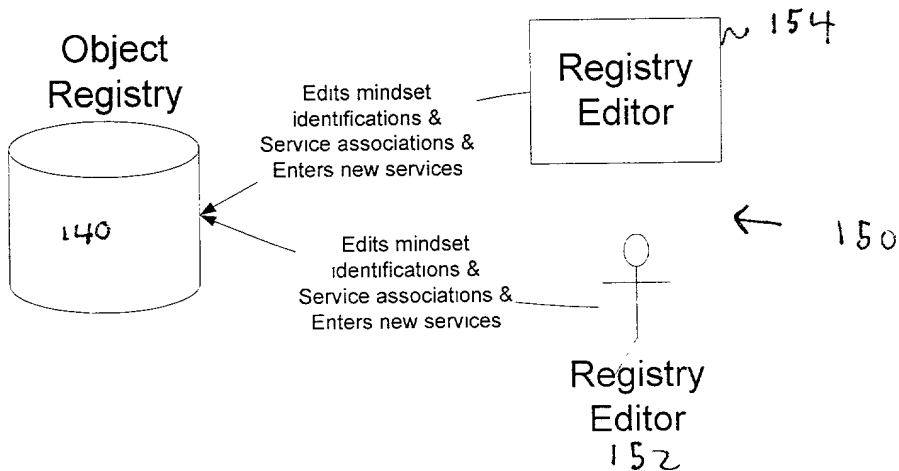 Object
Registry
140
Edits mindset
identifications &
Service associations &
Enters new services
Registry
Editor
154
150
Edits mindset
identifications &
Service associations &
Enters new services
Registry
Editor
152